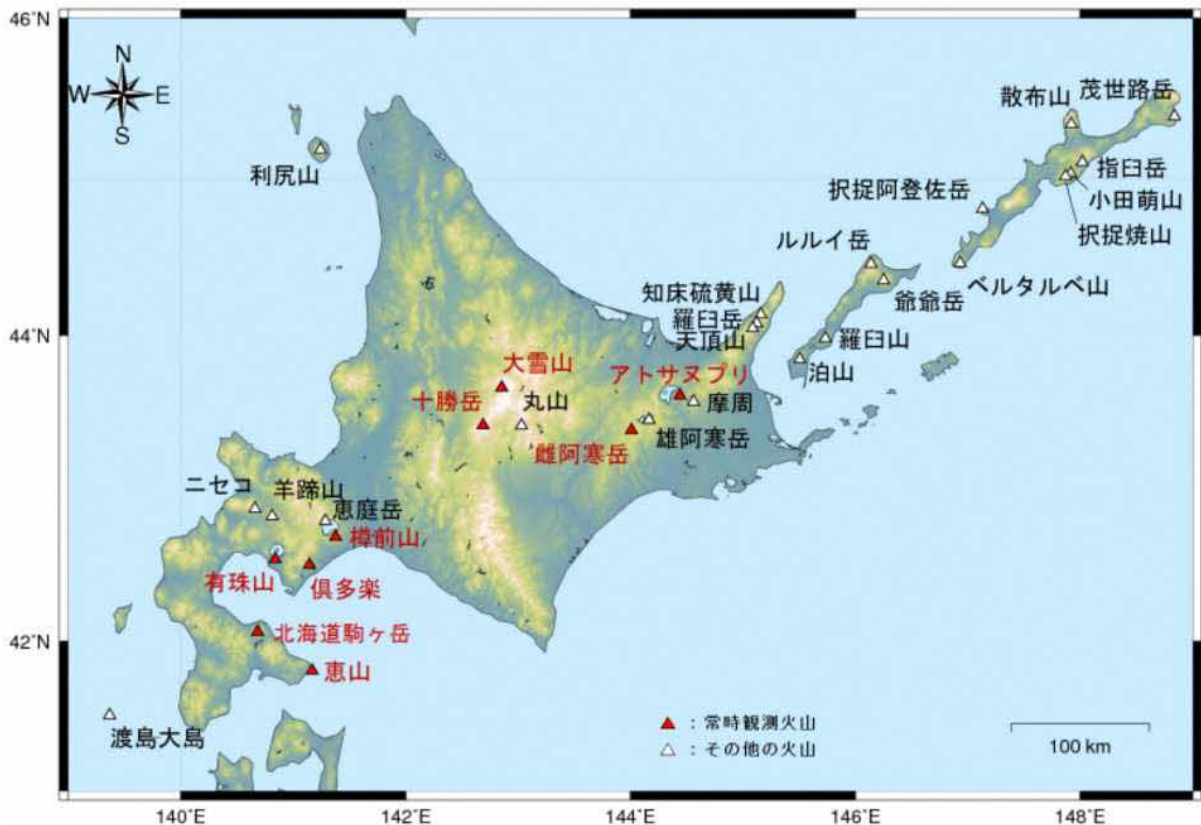 46°N
N
W E
S
散布山
茂世路岳
利尻山
指臼岳
択捉阿登佐岳
小田萌山
択捉焼山
ルルイ岳
ベルタルベ山
知床硫黄山
爺爺岳
羅臼岳
天頂山
羅臼山
44°N
泊山
大雪山
アトサヌプリ
十勝岳
丸山
摩周
雌阿寒岳
雄阿寒岳
ニセコ
羊蹄山
恵庭岳
樽前山
有珠山
倶多楽
北海道駒ヶ岳
42°N
恵山
渡島大島
：常時観測火山
：その他の火山
100 km
140°E
142°E
144°E
146°E
148°E